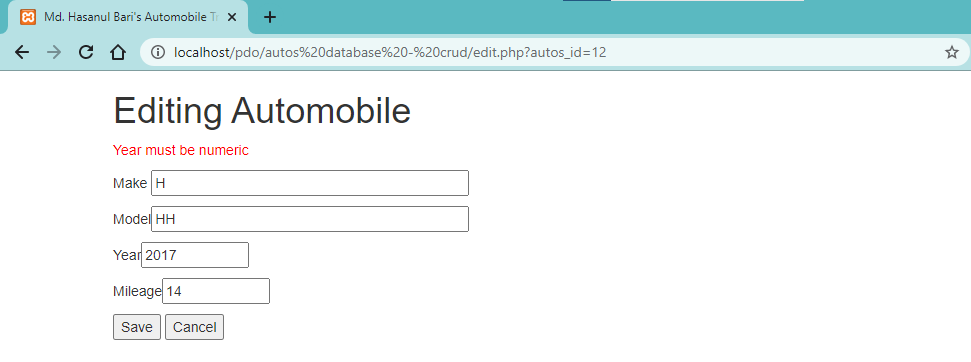 Md. Hasanul Bari's Automobile
localhost/pdo/autos%20database%20-%20crud/edit.php?autos_id=12
Editing Automobile
Year must be numeric
Make H
Model HH
Year 2017
Mileage 14
Save Cancel